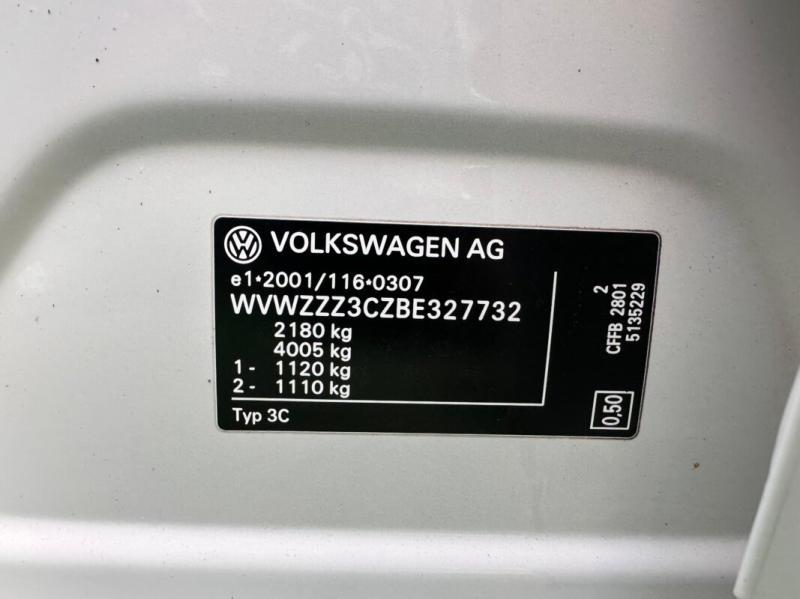 VOLKSWAGEN AG
e1*2001/116*0307
WVWZZZ3CZBE327732
2180 kg
4005 kg
1 - 1120 kg
2 - 1110 kg
Typ 3C
2
CFFB 2801
5135229
0,50